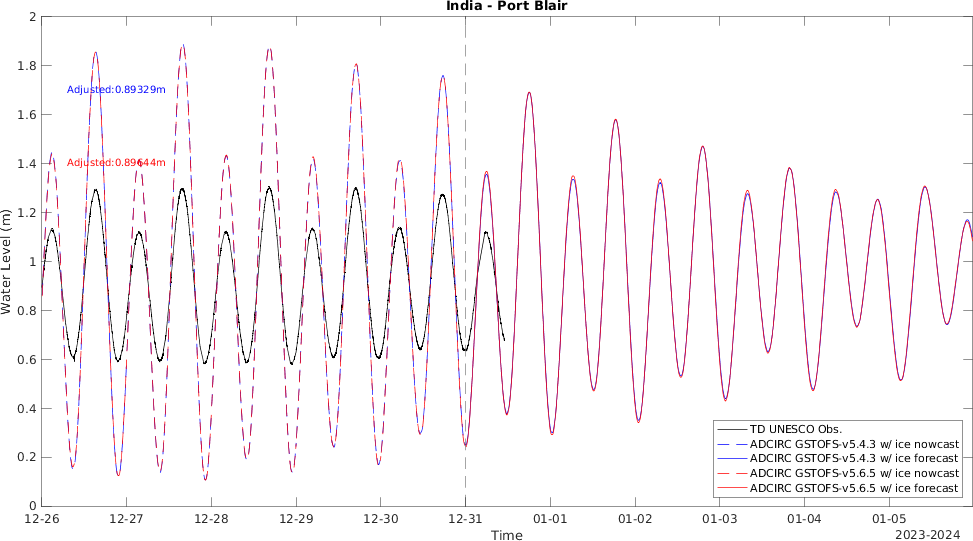 India - Port Blair
Water Level (m)
2
1.8
1.6
1.4
1.2
1
0.8
0.6
0.4
0.2
0
Adjusted:0.89329m
Adjusted:0.89644m
TD UNESCO Obs.
ADCIRC GSTOFS-v5.4.3 w/ ice nowcast
ADCIRC GSTOFS-v5.4.3 w/ ice forecast
ADCIRC GSTOFS-v5.6.5 w/ ice nowcast
ADCIRC GSTOFS-v5.6.5 w/ ice forecast
12-26 12-27 12-28 12-29 12-30 12-31 01-01 01-02 01-03 01-04 01-05
Time
2023-2024